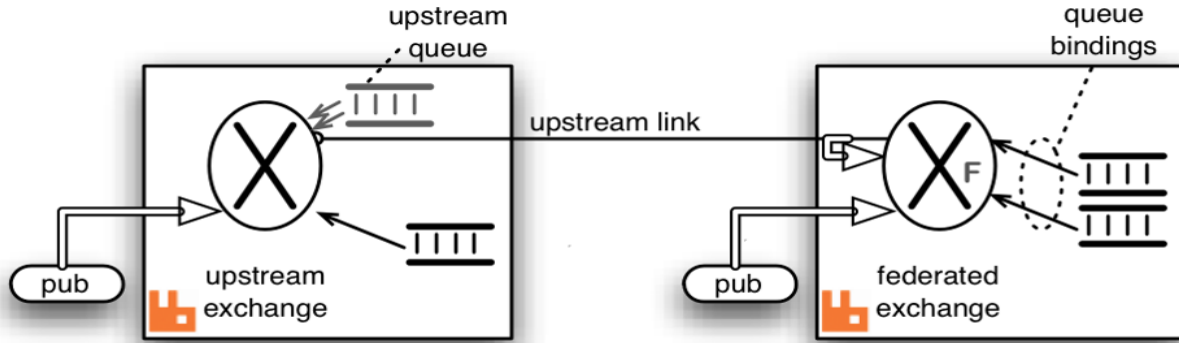 upstream
queue
queue
bindings
upstream link
F
pub
upstream
exchange
pub
federated
exchange